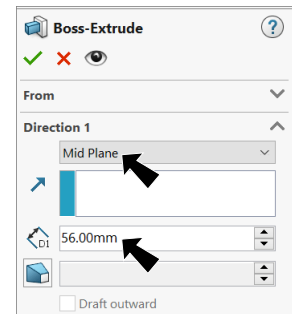 Boss-Extrude
?
From
Direction 1
Mid Plane
D1
56.00mm
Draft outward